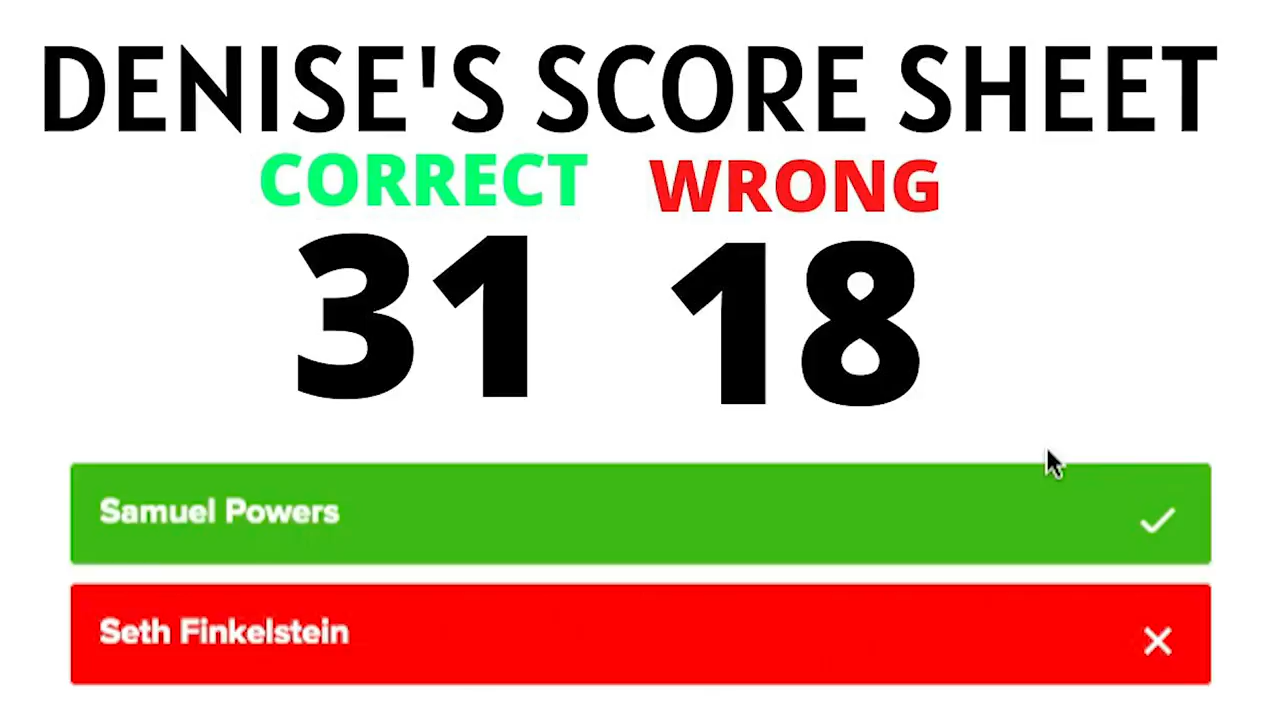 DENISE'S SCORE SHEET
CORRECT WRONG
31 18
Samuel Powers
Seth Finkelstein